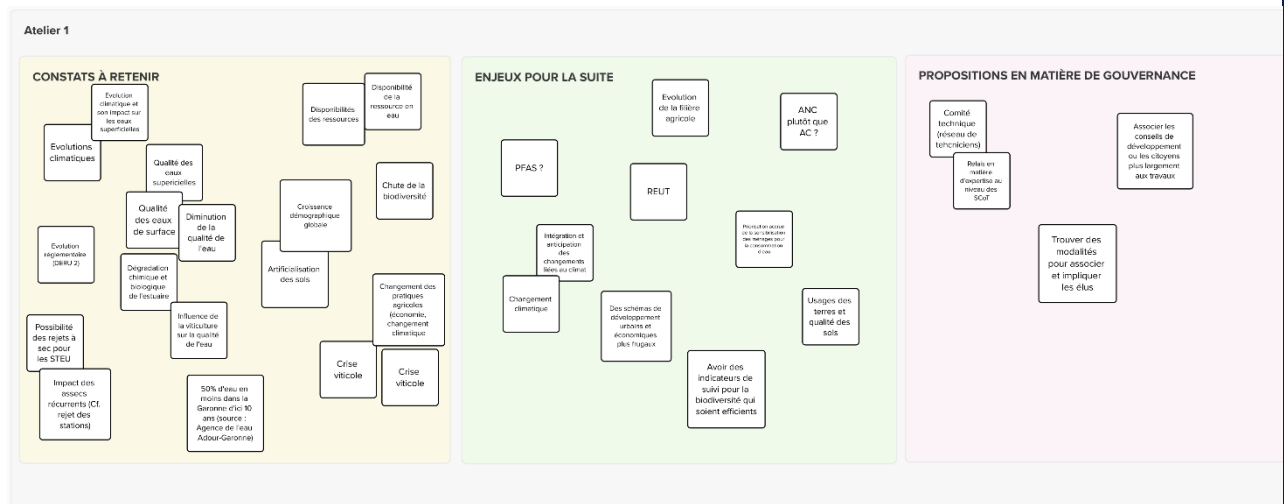 Atelier 1
CONSTATS À RETENIR
Evolution
climatique et
son impact sur
les eaux
superficielles
Evolutions
climatiques
Qualité des
eaux
supericielles
Qualité
des eaux
de surface
Diminution
de la
qualité de
l'eau
Evolution
réglementaire
(DERU 2)
Dégradation
chimique et
biologique
de l'estuaire
Influence de
la viticulture
sur la qualité
de l'eau
Possibilité
des rejets à
sec pour
les STEU
Impact des
assecs
récurrents (Cf.
rejet des
stations)
50% d'eau en
moins dans la
Garonne d'ici 10
ans (source :
Agence de l'eau
Adour-Garonne)
Disponibilités
des ressources
Disponibilité
de la
ressource en
eau
Chute de la
biodiversité
Croissance
démographique
globale
Artificialisation
des sols
Changement des
pratiques
agricoles
(économie,
changement
climatique
Crise
viticole
Crise
viticole
ENJEUX POUR LA SUITE
Evolution
de la filière
agricole
ANC
plutôt que
AC ?
PFAS ?
REUT
Intégration et
anticipation
des
changements
liées au climat
Changement
climatique
des ménages pour
la consommation
d'eau
Des schémas de
développement
urbains et
économiques
plus frugaux
Usages des
terres et
qualité des
sols
Avoir des
indicateurs de
suivi pour la
biodiversité qui
soient efficients
PROPOSITIONS EN MATIÈRE DE GOUVERNANCE
Comité
technique
(réseau de
tehcniciens)
Relais en
matière
d'expertise au
niveau des
SCoT
Associer les
conseils de
développement
ou les citoyens
plus largement
aux travaux
Trouver des
modalités
pour associer
et impliquer
les élus